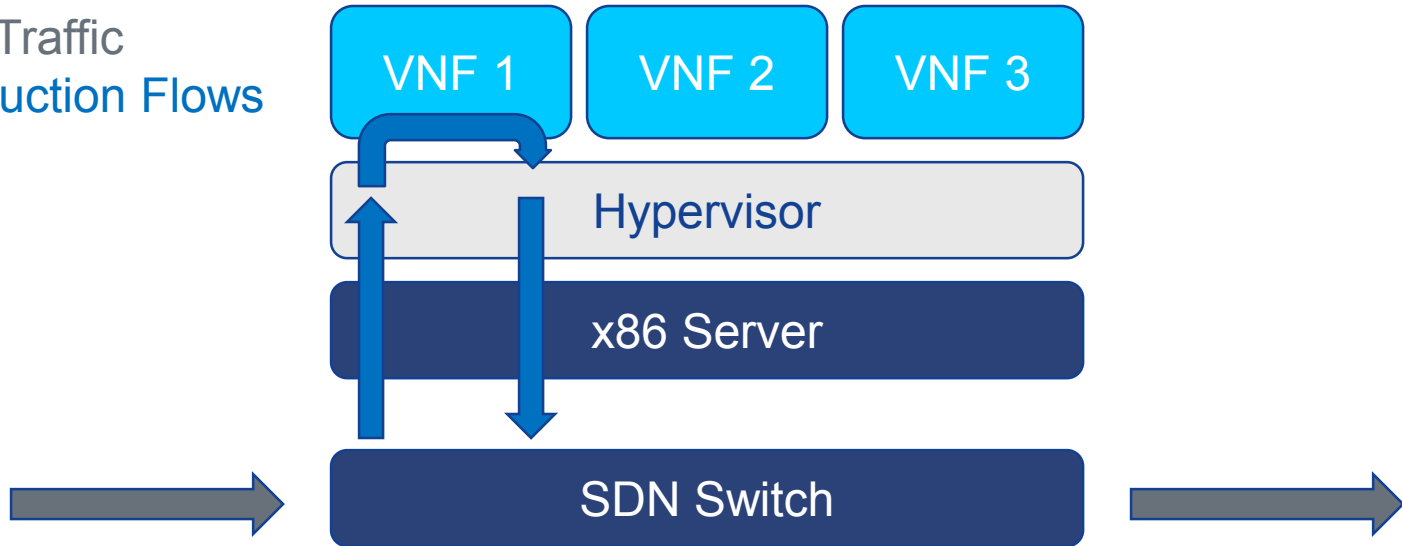 Traffic
uction Flows
VNF 1
VNF 2
VNF 3
Hypervisor
x86 Server
SDN Switch